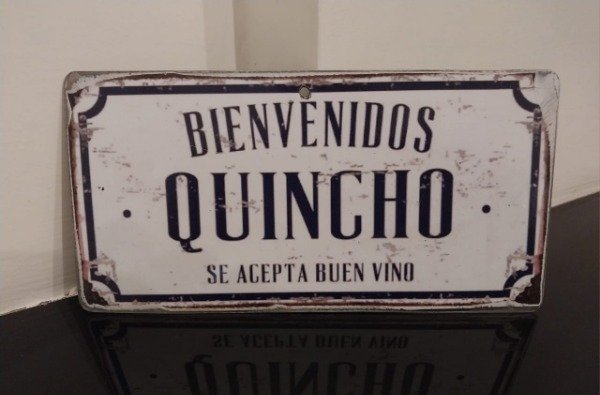 BIENVENIDOS
· QUINCHO ·
SE ACEPTA BUEN VINO